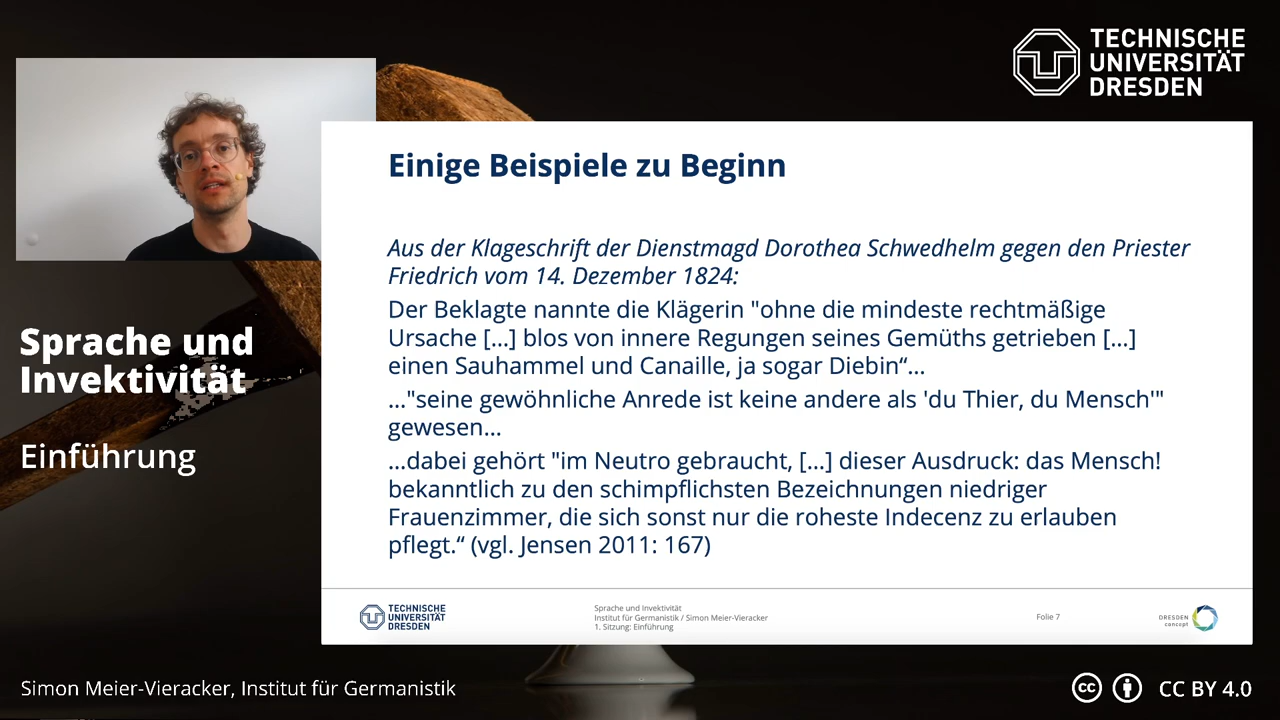 TECHNISCHE
UNIVERSITÄT
DRESDEN
Sprache und
Invektivität
Einführung
Einige Beispiele zu Beginn
Aus der Klageschrift der Dienstmagd Dorothea Schwedhelm gegen den Priester
Friedrich vom 14. Dezember 1824:
Der Beklagte nannte die Klägerin "ohne die mindeste rechtmäßige
Ursache [...] blos von innere Regungen seines Gemüths getrieben [...]
einen Sauhammel und Canaille, ja sogar Diebin“...
..."seine gewöhnliche Anrede ist keine andere als 'du Thier, du Mensch'"
gewesen...
...dabei gehört "im Neutro gebraucht, [...] dieser Ausdruck: das Mensch!
bekanntlich zu den schimpflichsten Bezeichnungen niedriger
Frauenzimmer, die sich sonst nur die roheste Indecenz zu erlauben
pflegt.“ (vgl. Jensen 2011: 167)
TECHNISCHE
UNIVERSITÄT
DRESDEN
Sprache und Invektivität
Institut für Germanistik / Simon Meier-Vieracker
1. Sitzung: Einführung
Folie 7
DRESDEN
concept
Simon Meier-Vieracker, Institut für Germanistik
cc
CC BY 4.0